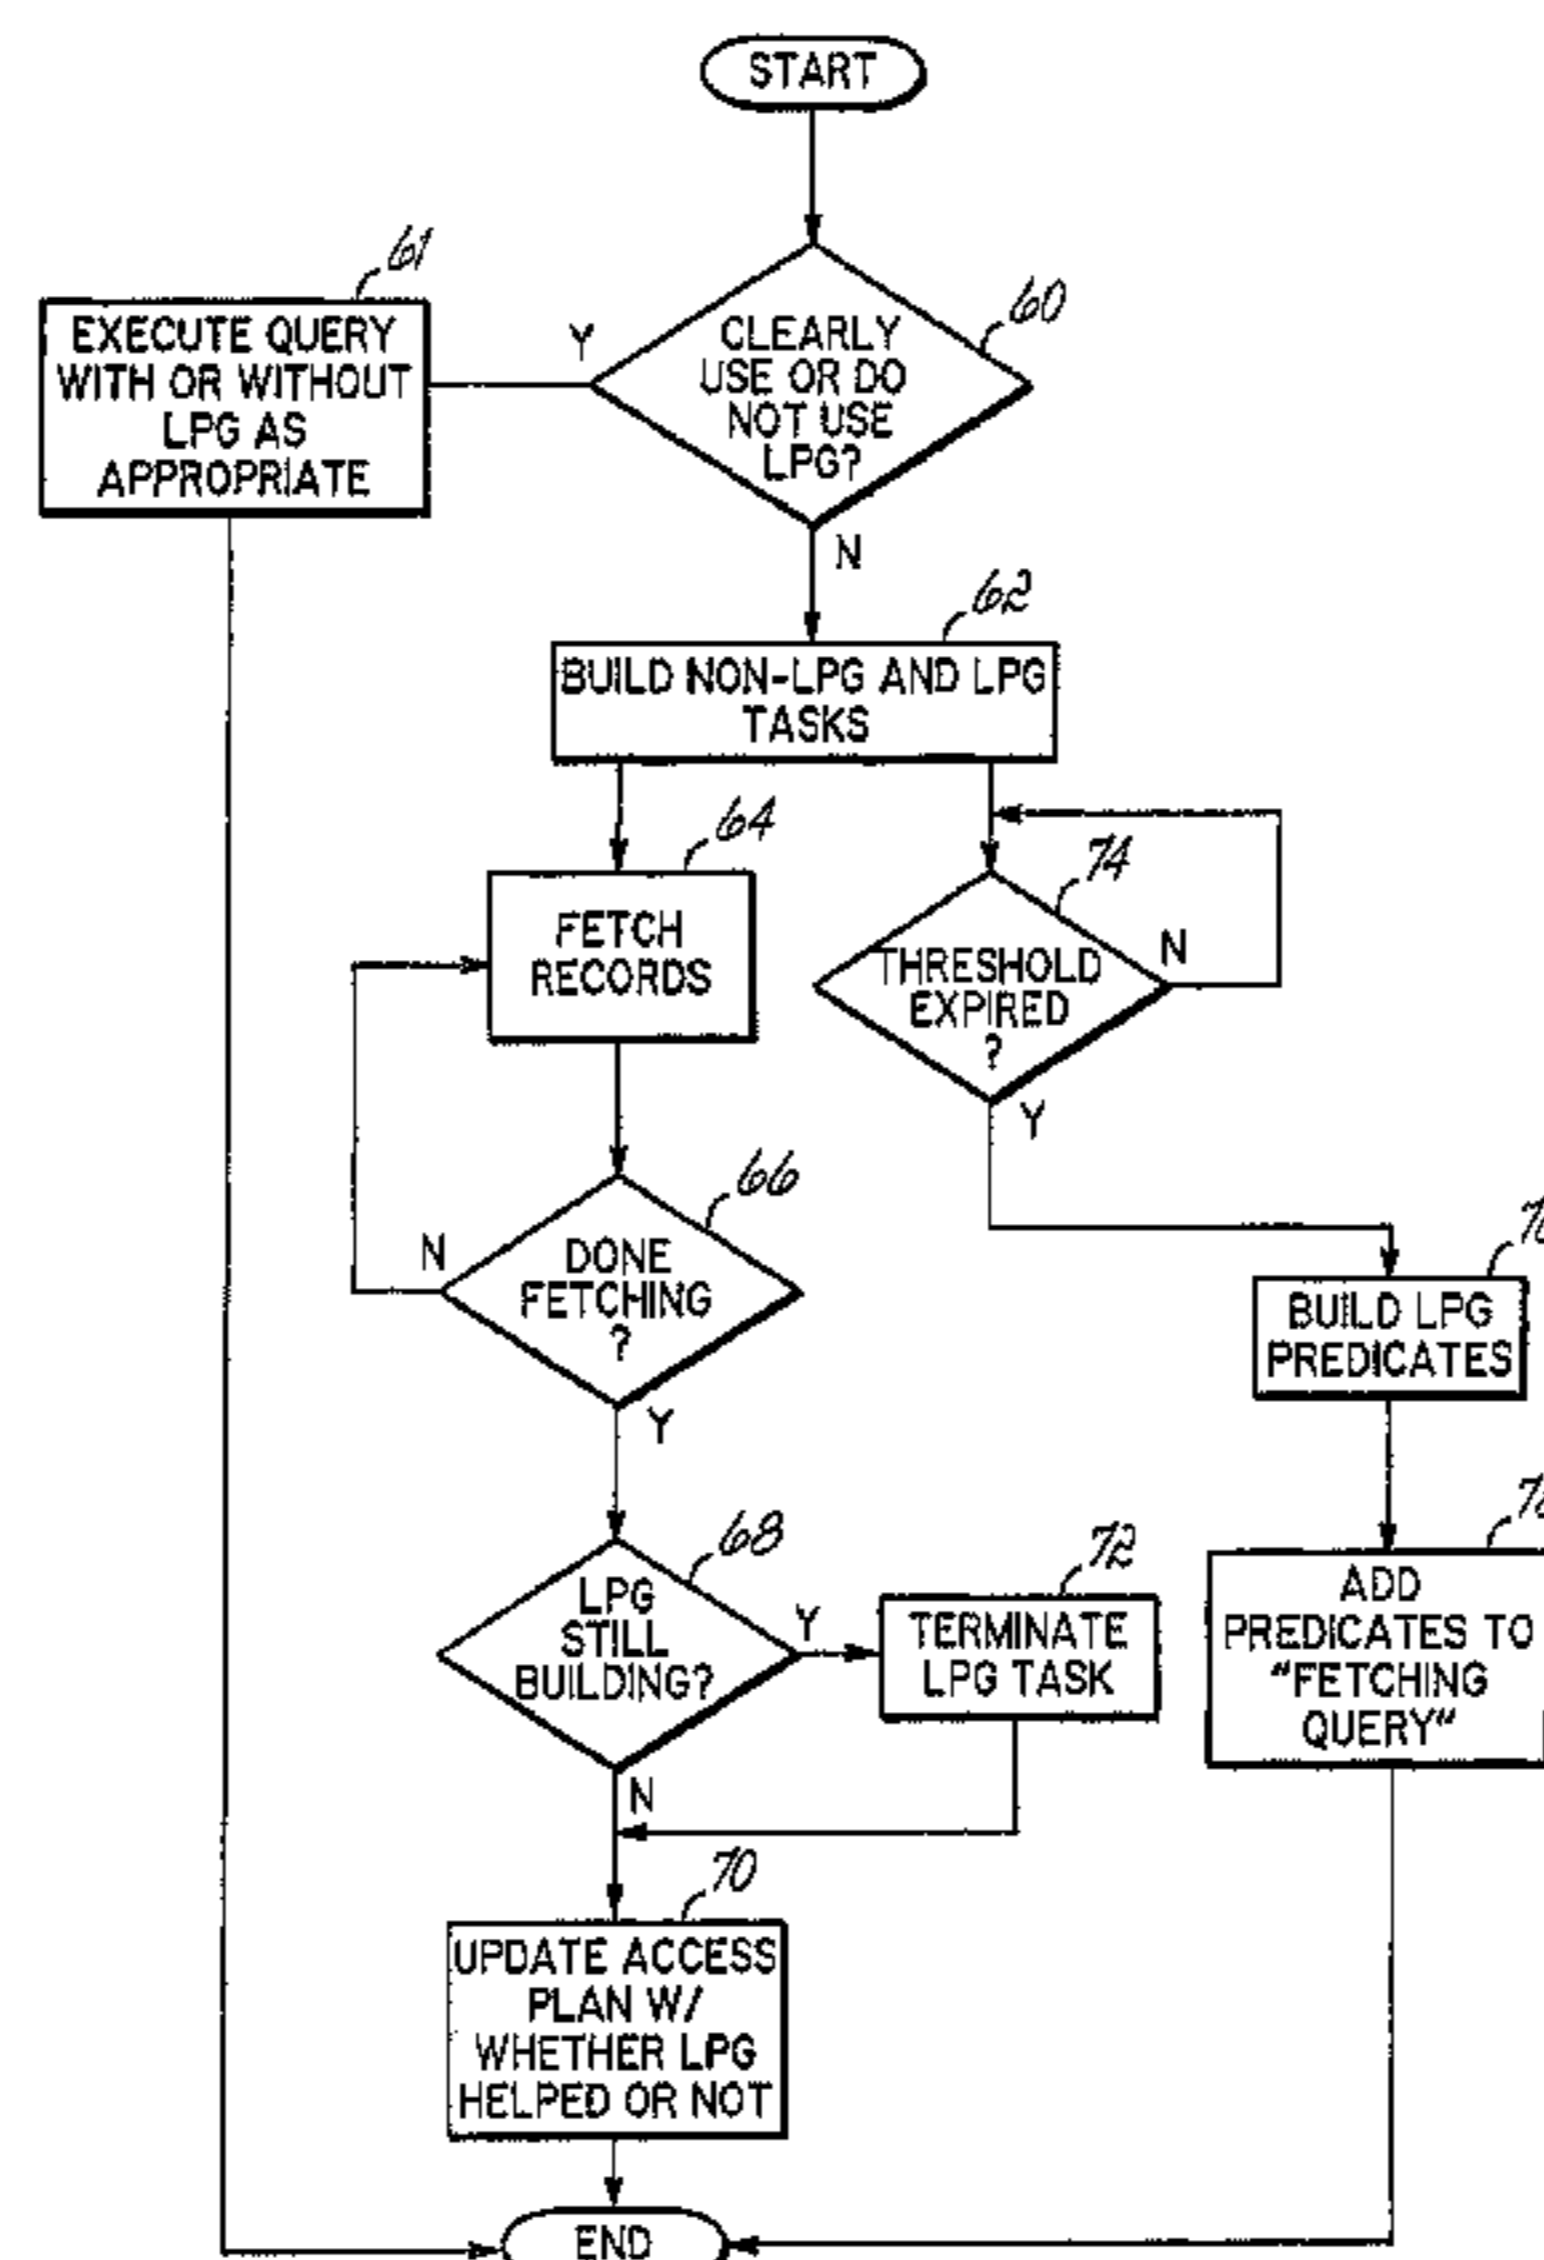 START
61
EXECUTE QUERY
WITH OR WITHOUT
LPG AS
APPROPRIATE
Y
60
CLEARLY
USE OR DO
NOT USE
LPG?
N
62
BUILD NON-LPG AND LPG
TASKS
64
FETCH
RECORDS
74
THRESHOLD
EXPIRED
?
N
Y
66
DONE
FETCHING
?
N
Y
BUILD LPG
PREDICATES
68
LPG
STILL
BUILDING?
Y
N
72
TERMINATE
LPG TASK
ADD
PREDICATES TO
"FETCHING
QUERY"
70
UPDATE ACCESS
PLAN W/
WHETHER LPG
HELPED OR NOT
END